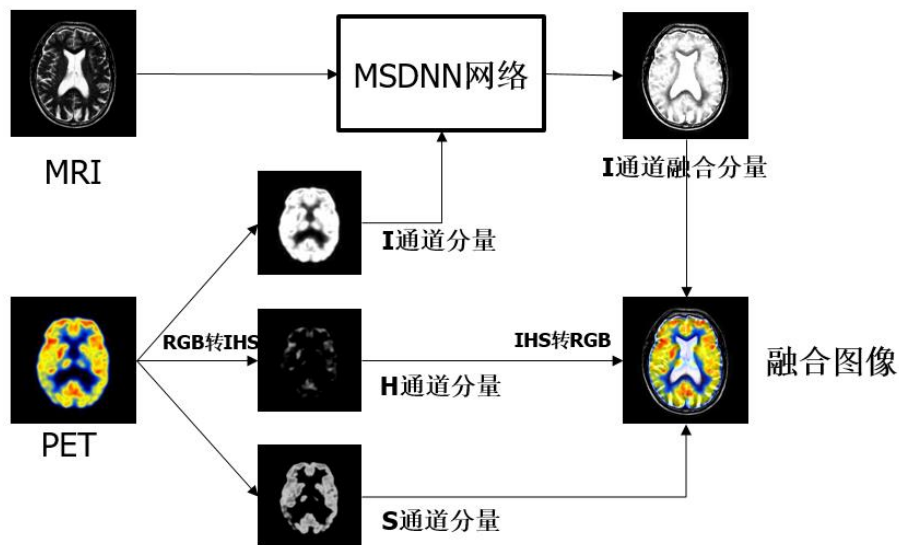 MSDNN网络
MRI
I通道融合分量
I通道分量
RGB转IHS
IHS转RGB
融合图像
H通道分量
PET
S通道分量